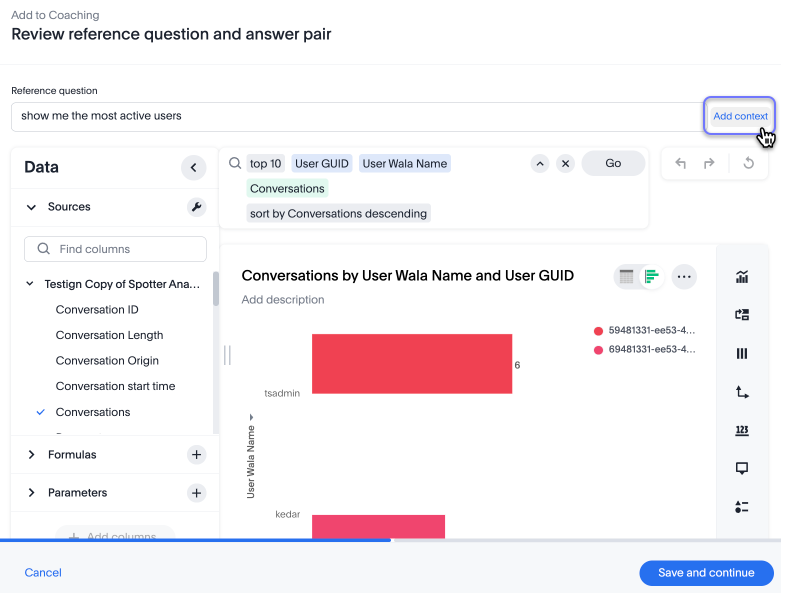 Add to Coaching
Review reference question and answer pair
Reference question
show me the most active users
Add context
Data
Sources
Find columns
Testign Copy of Spotter Ana...
Conversation ID
Conversation Length
Conversation Origin
Conversation start time
Conversations
Formulas
Parameters
Add columns
top 10 User GUID User Wala Name
Conversations
sort by Conversations descending
Go
Conversations by User Wala Name and User GUID
Add description
59481331-ee53-4...
69481331-ee53-4...
6
tsadmin
User Wala Name
kedar
123
Cancel
Save and continue